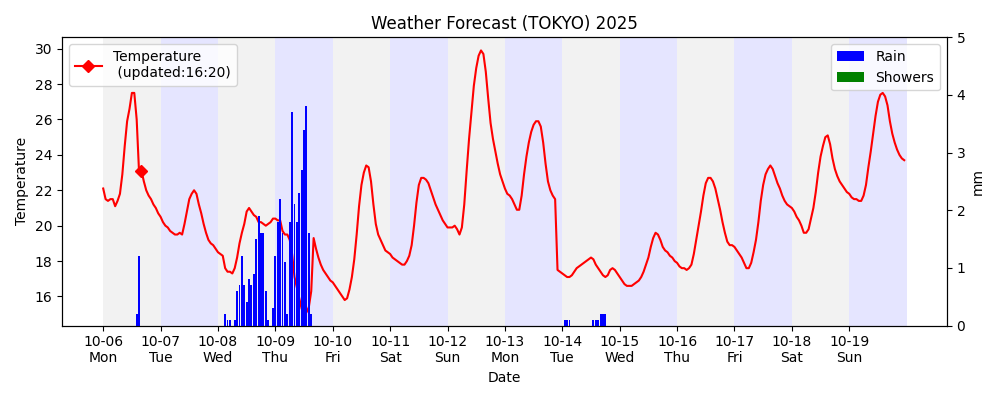 Weather Forecast (TOKYO) 2025
Temperature
(updated:16:20)
Rain
Showers
Temperature
30
28
26
24
22
20
18
16
5
4
3
2
1
0
mm
10-06 10-07 10-08 10-09 10-10 10-11 10-12 10-13 10-14 10-15 10-16 10-17 10-18 10-19
Mon Tue Wed Thu Fri Sat Sun Mon Tue Wed Thu Fri Sat Sun
Date